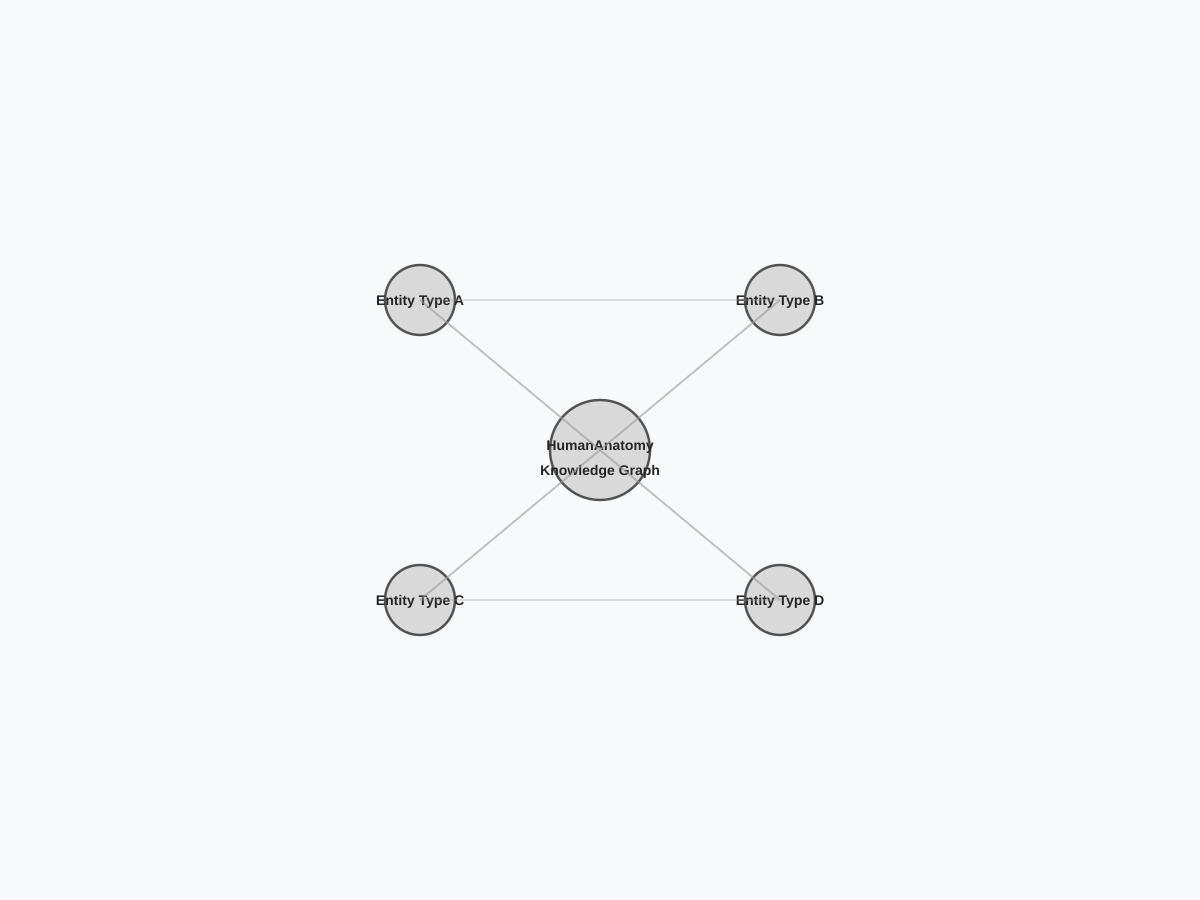 Entity Type A
Entity Type B
HumanAnatomy
Knowledge Graph
Entity Type C
Entity Type D